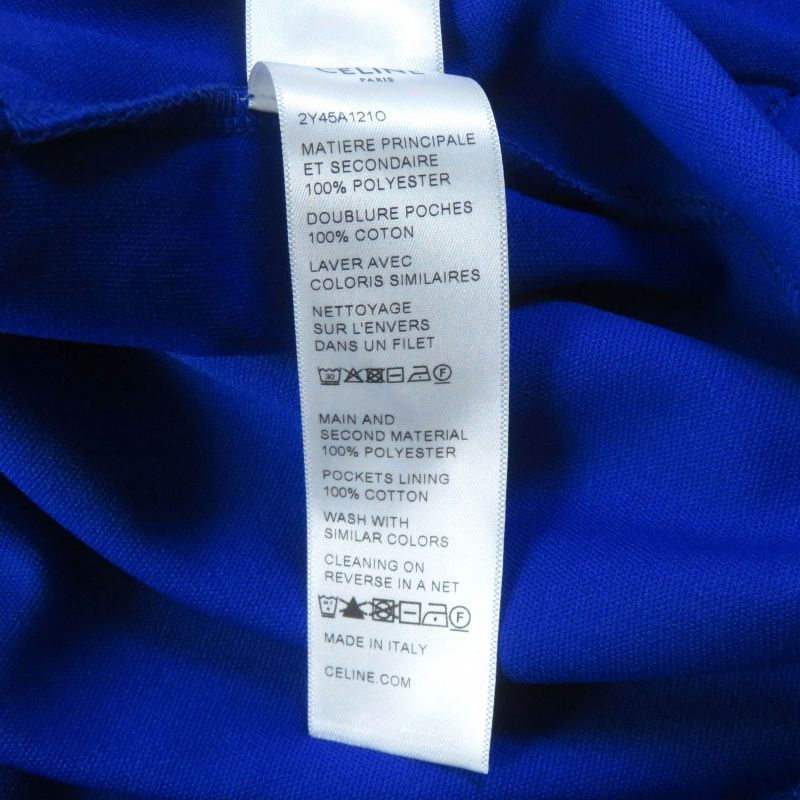 CELINE
PARIS
2Y45A121O
MATIERE PRINCIPALE
ET SECONDAIRE
100% POLYESTER
DOUBLURE POCHES
100% COTON
LAVER AVEC
COLORIS SIMILAIRES
NETTOYAGE
SUR L'ENVERS
DANS UN FILET
30 F
MAIN AND
SECOND MATERIAL
100% POLYESTER
POCKETS LINING
100% COTTON
WASH WITH
SIMILAR COLORS
CLEANING ON
REVERSE IN A NET
F
MADE IN ITALY
CELINE.COM